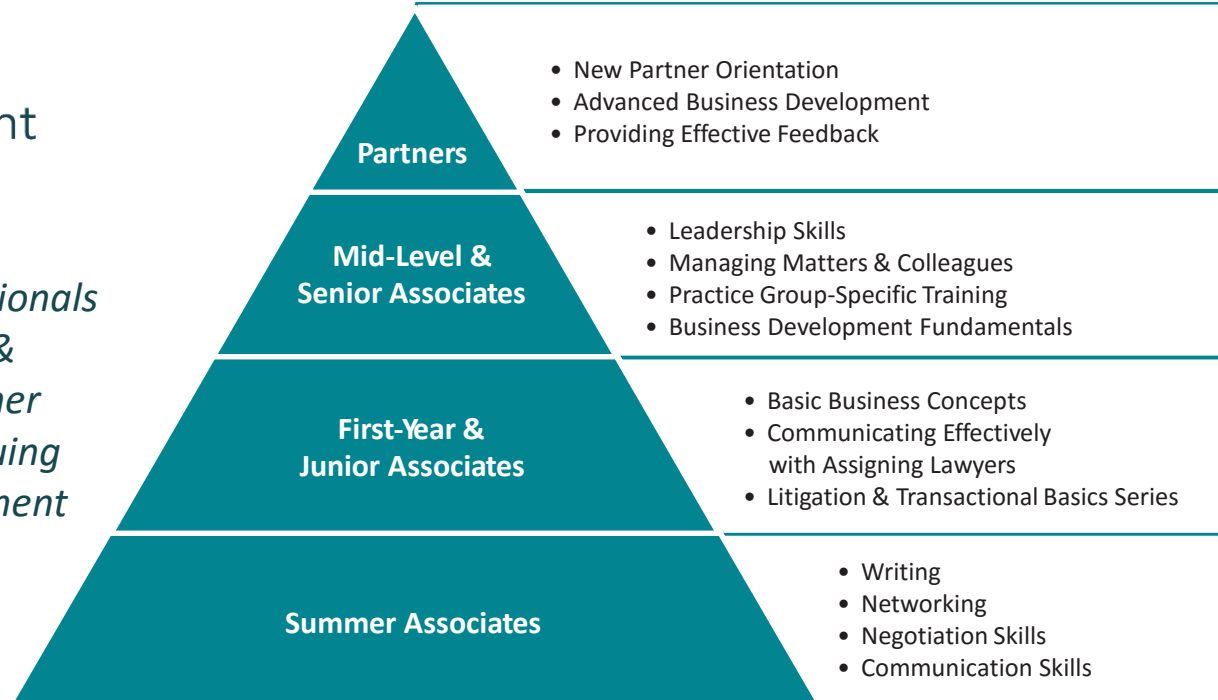 nt
ionals
&
uing
ment
Partners
• New Partner Orientation
• Advanced Business Development
• Providing Effective Feedback
Mid-Level &
Senior Associates
• Leadership Skills
• Managing Matters & Colleagues
• Practice Group-Specific Training
• Business Development Fundamentals
First-Year &
Junior Associates
• Basic Business Concepts
• Communicating Effectively
with Assigning Lawyers
• Litigation & Transactional Basics Series
Summer Associates
• Writing
• Networking
• Negotiation Skills
• Communication Skills